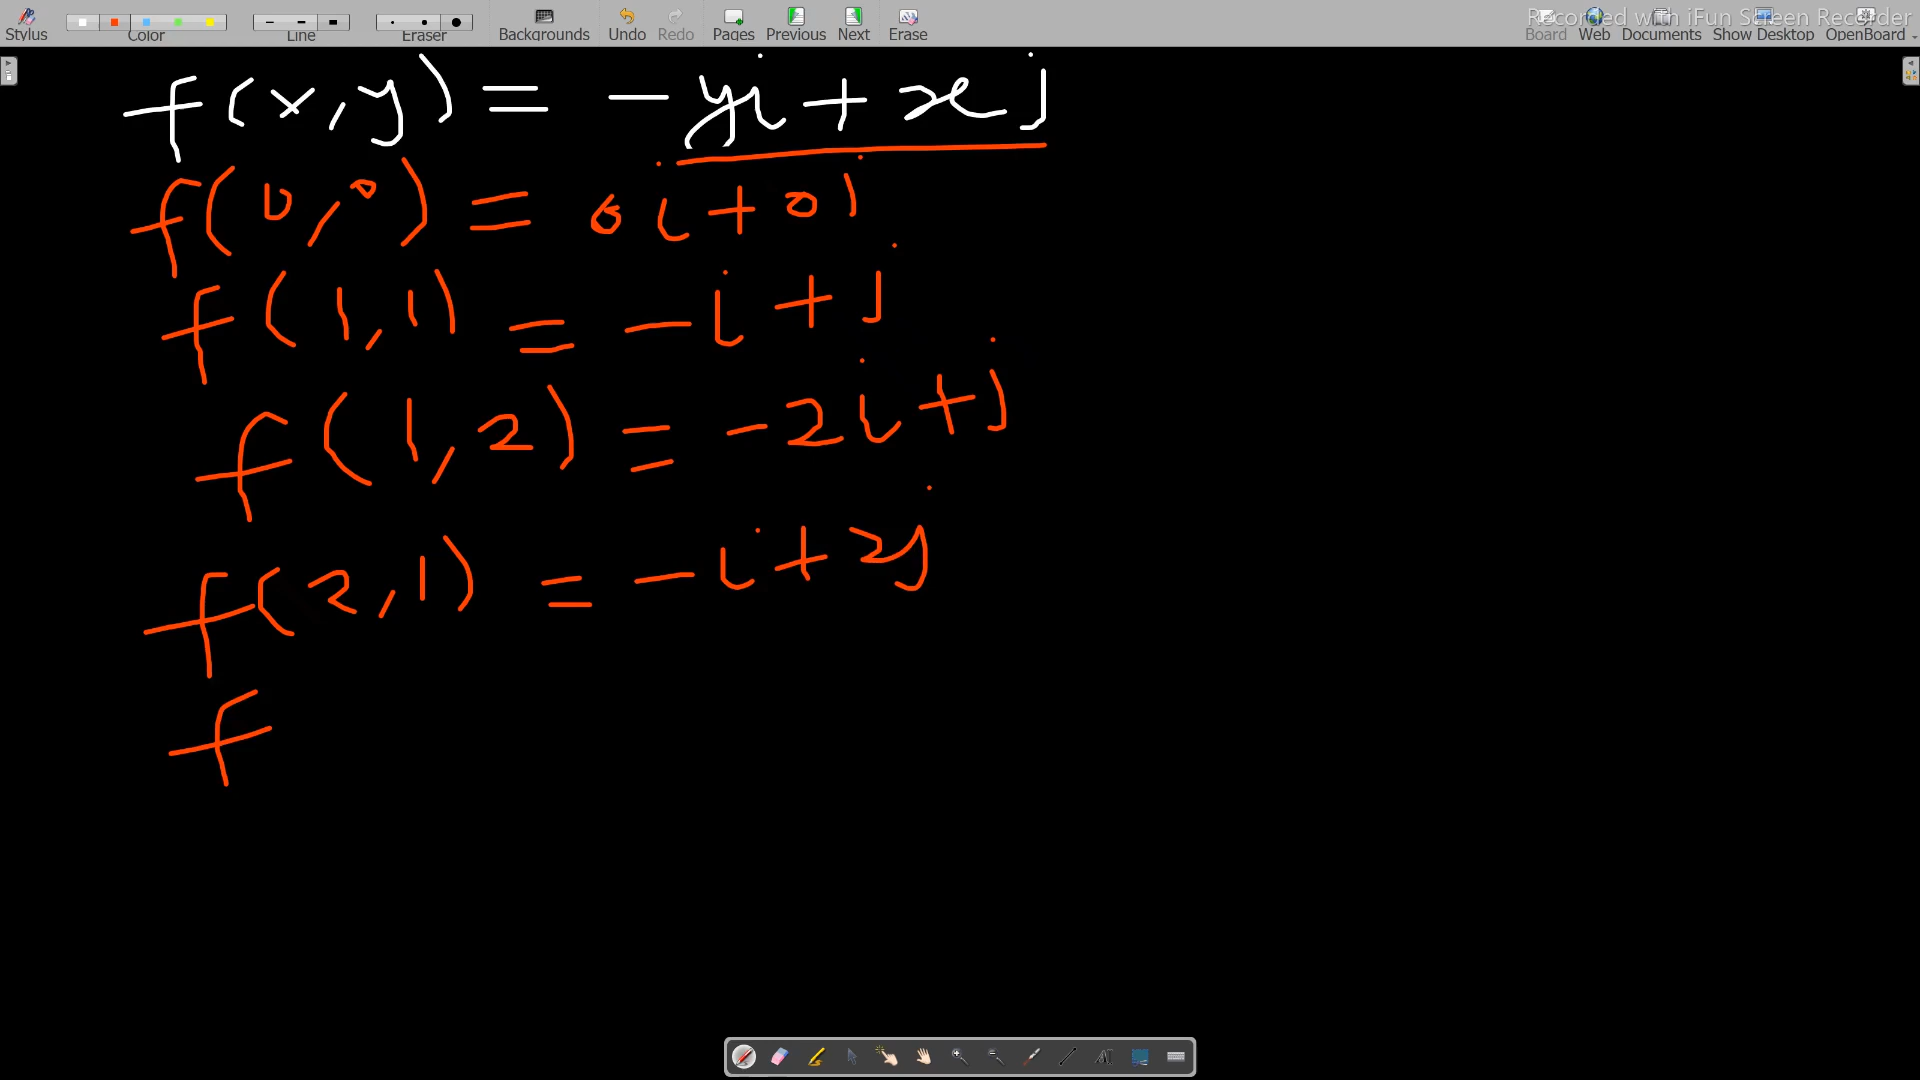 Stylus Color Line Eraser Backgrounds Undo Redo Pages Previous Next Erase Board Web Documents Show Desktop OpenBoard
Recorded with iFun Screen Recorder
f(x,y) = -yi + xj
f(0,0) = 0i + 0j
f(1,1) = -i + j
f(1,2) = -2i + j
f(2,1) = -i + 2j
f